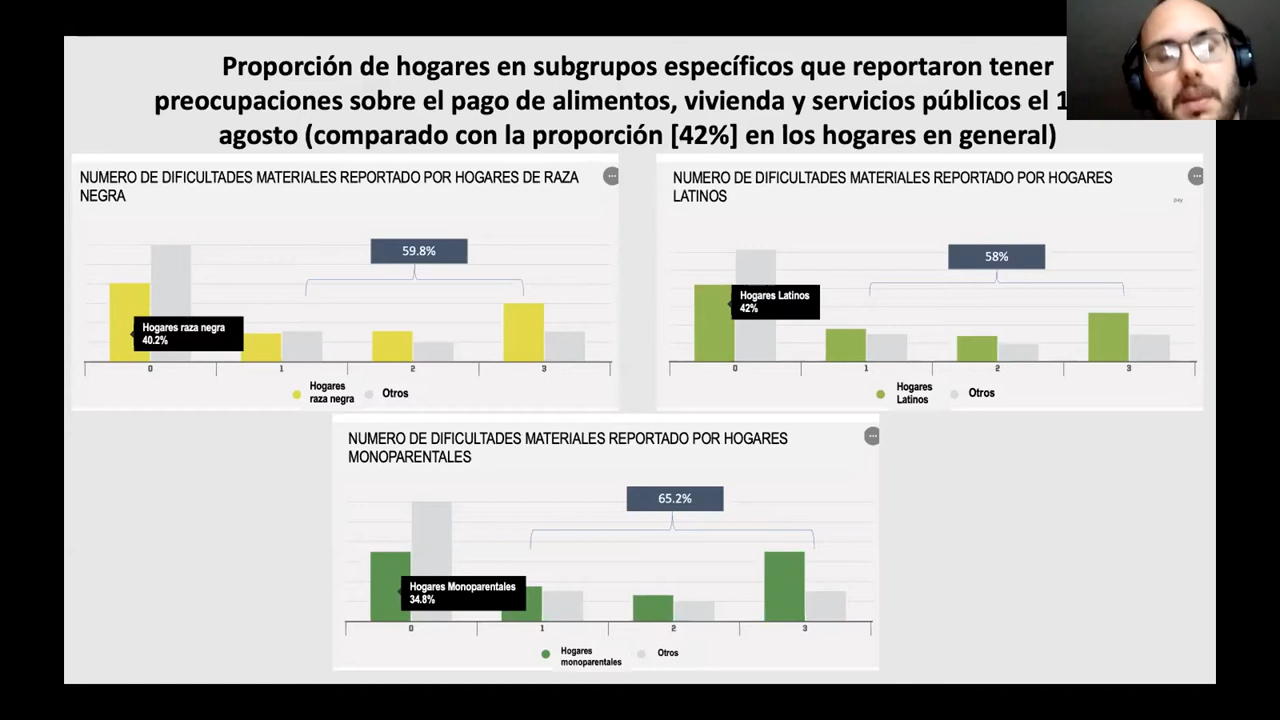 Proporción de hogares en subgrupos específicos que reportaron tener
preocupaciones sobre el pago de alimentos, vivienda y servicios públicos el
agosto (comparado con la proporción [42%] en los hogares en general)
NUMERO DE DIFICULTADES MATERIALES REPORTADO POR HOGARES DE RAZA
NEGRA
59.8%
Hogares raza negra
40.2%
0 1 2 3
Hogares
raza negra
Otros
NUMERO DE DIFICULTADES MATERIALES REPORTADO POR HOGARES
LATINOS
pay
58%
Hogares Latinos
42%
0 1 2 3
Hogares
Latinos
Otros
NUMERO DE DIFICULTADES MATERIALES REPORTADO POR HOGARES
MONOPARENTALES
65.2%
Hogares Monoparentales
34.8%
0 1 2 3
Hogares
monoparentales
Otros